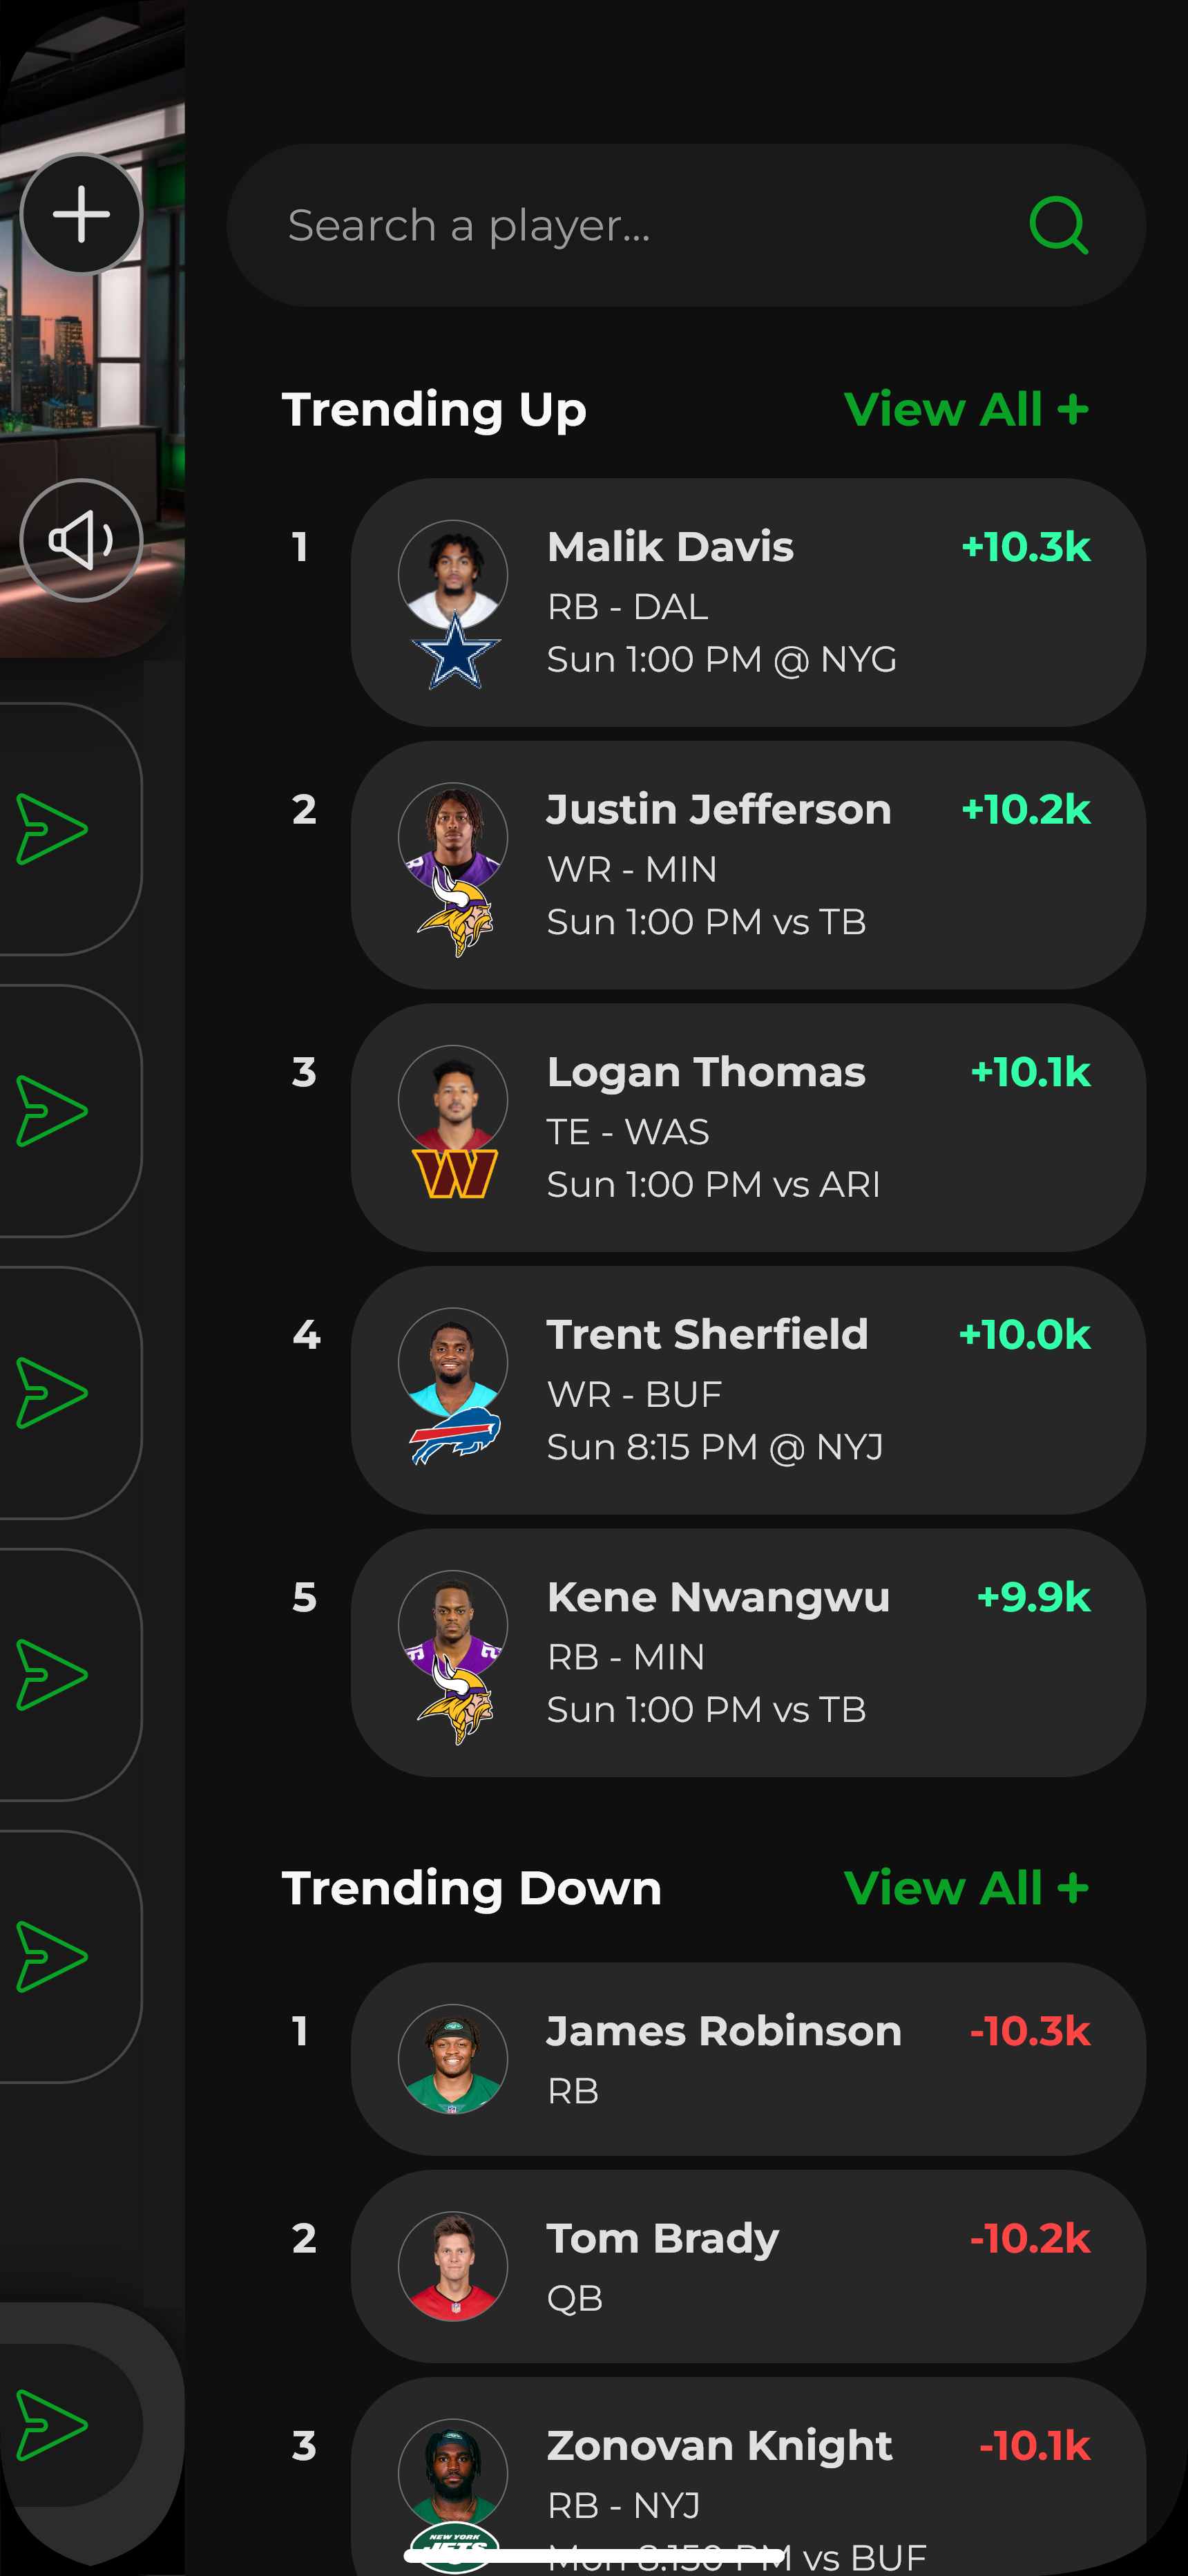 Search a player...
Trending Up View All +
1 Malik Davis +10.3k
RB - DAL
Sun 1:00 PM @ NYG
2 Justin Jefferson +10.2k
WR - MIN
Sun 1:00 PM vs TB
3 Logan Thomas +10.1k
TE - WAS
Sun 1:00 PM vs ARI
4 Trent Sherfield +10.0k
WR - BUF
Sun 8:15 PM @ NYJ
5 Kene Nwangwu +9.9k
RB - MIN
Sun 1:00 PM vs TB
Trending Down View All +
1 James Robinson -10.3k
RB
2 Tom Brady -10.2k
QB
3 Zonovan Knight -10.1k
RB - NYJ
NEW YORK
JETS
Mon PM vs BUF